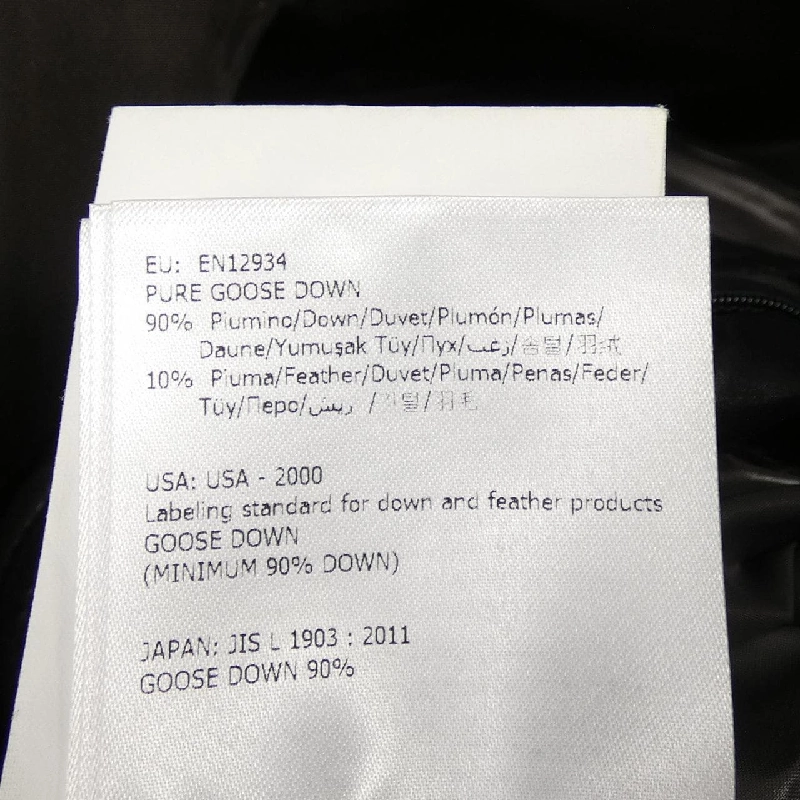 EU: EN12934
PURE GOOSE DOWN
90% Piumino/Down/Duvet/Plumón/Plumas/
Daune/Yumuşak Tüy/Пух/زغب/솜털/羽绒
10% Piuma/Feather/Duvet/Pluma/Penas/Feder/
Tüy/Перо/ريش /깃털/羽毛
USA: USA - 2000
Labeling standard for down and feather products
GOOSE DOWN
(MINIMUM 90% DOWN)
JAPAN: JIS L 1903 : 2011
GOOSE DOWN 90%